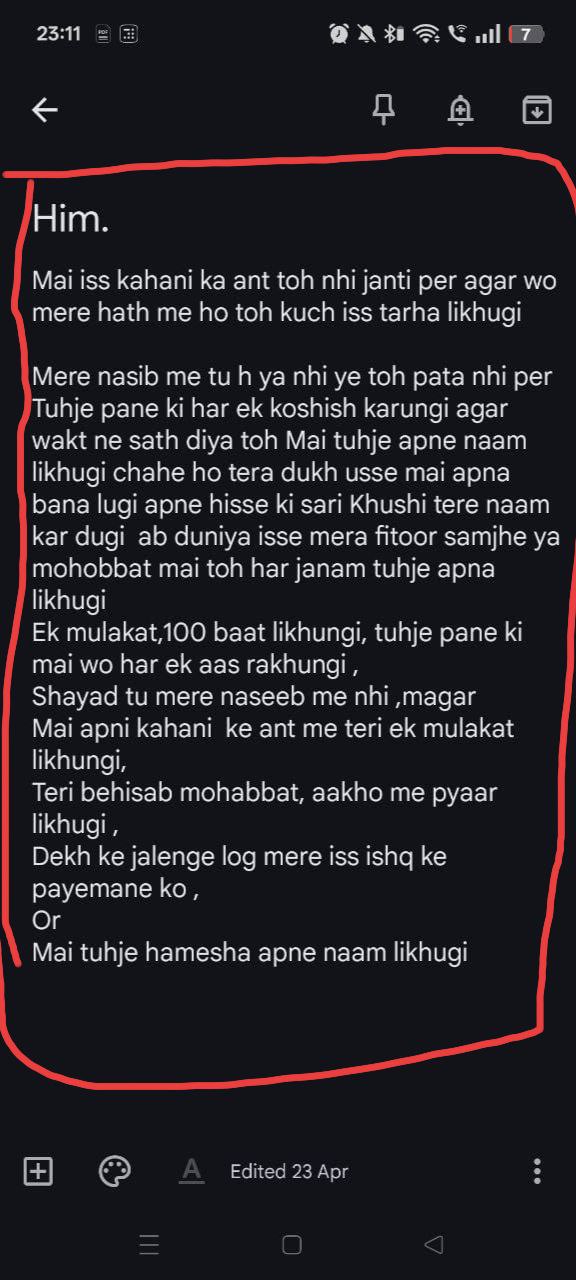 23:11
7
Him.
Mai iss kahani ka ant toh nhi janti per agar wo
mere hath me ho toh kuch iss tarha likhugi
Mere nasib me tu h ya nhi ye toh pata nhi per
Tuhje pane ki har ek koshish karungi agar
wakt ne sath diya toh Mai tuhje apne naam
likhugi chahe ho tera dukh usse mai apna
bana lugi apne hisse ki sari Khushi tere naam
kar dugi  ab duniya isse mera fitoor samjhe ya
mohobbat mai toh har janam tuhje apna
likhugi
Ek mulakat,100 baat likhungi, tuhje pane ki
mai wo har ek aas rakhungi ,
Shayad tu mere naseeb me nhi ,magar
Mai apni kahani  ke ant me teri ek mulakat
likhungi,
Teri behisab mohabbat, aakho me pyaar
likhugi ,
Dekh ke jalenge log mere iss ishq ke
payemane ko ,
Or
Mai tuhje hamesha apne naam likhugi
A
Edited 23 Apr